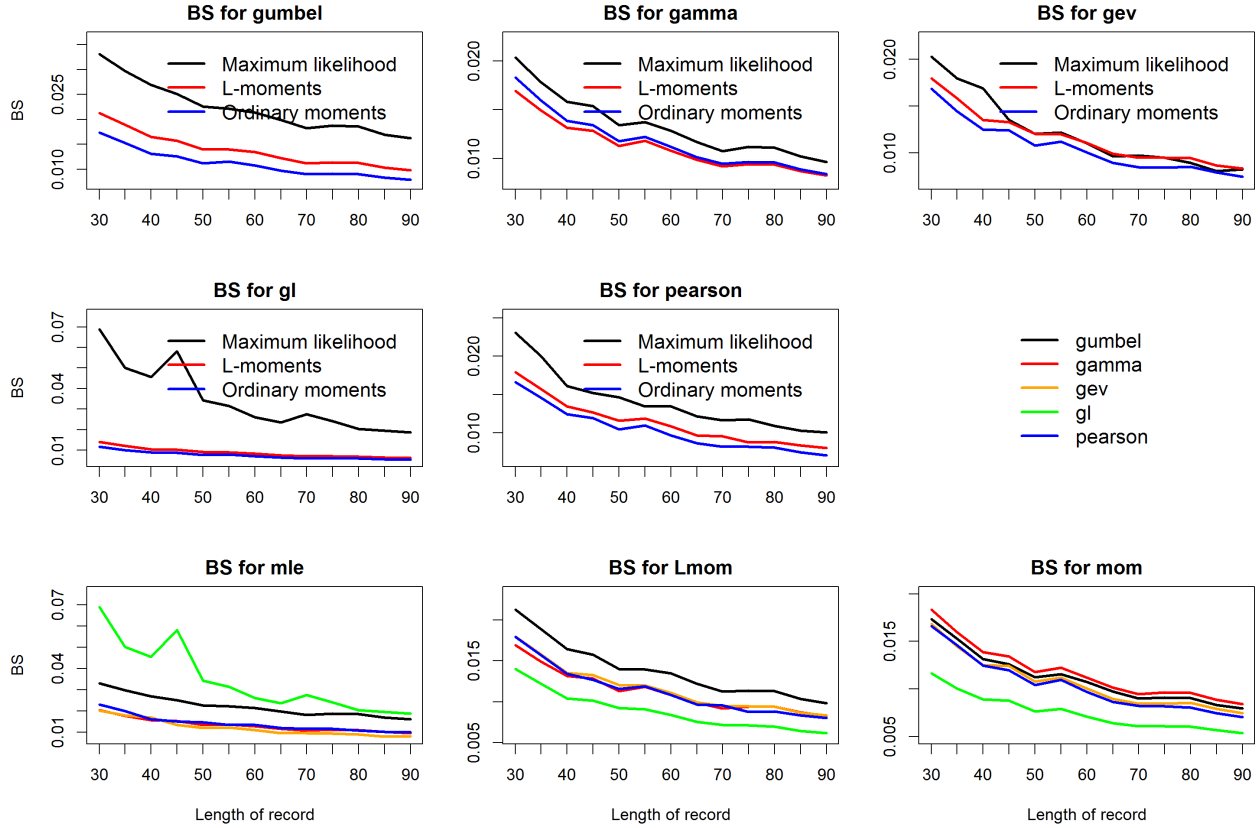 BS for gumbel
BS
0.010
0.025
Maximum likelihood
L-moments
Ordinary moments
30 40 50 60 70 80 90
BS for gamma
0.010
0.020
Maximum likelihood
L-moments
Ordinary moments
30 40 50 60 70 80 90
BS for gev
0.010
0.020
Maximum likelihood
L-moments
Ordinary moments
30 40 50 60 70 80 90
BS for gl
BS
0.01
0.04
0.07
Maximum likelihood
L-moments
Ordinary moments
30 40 50 60 70 80 90
BS for pearson
0.010
0.020
Maximum likelihood
L-moments
Ordinary moments
30 40 50 60 70 80 90
gumbel
gamma
gev
gl
pearson
BS for mle
BS
0.01
0.04
0.07
30 40 50 60 70 80 90
Length of record
BS for Lmom
0.005
0.015
30 40 50 60 70 80 90
Length of record
BS for mom
0.005
0.015
30 40 50 60 70 80 90
Length of record